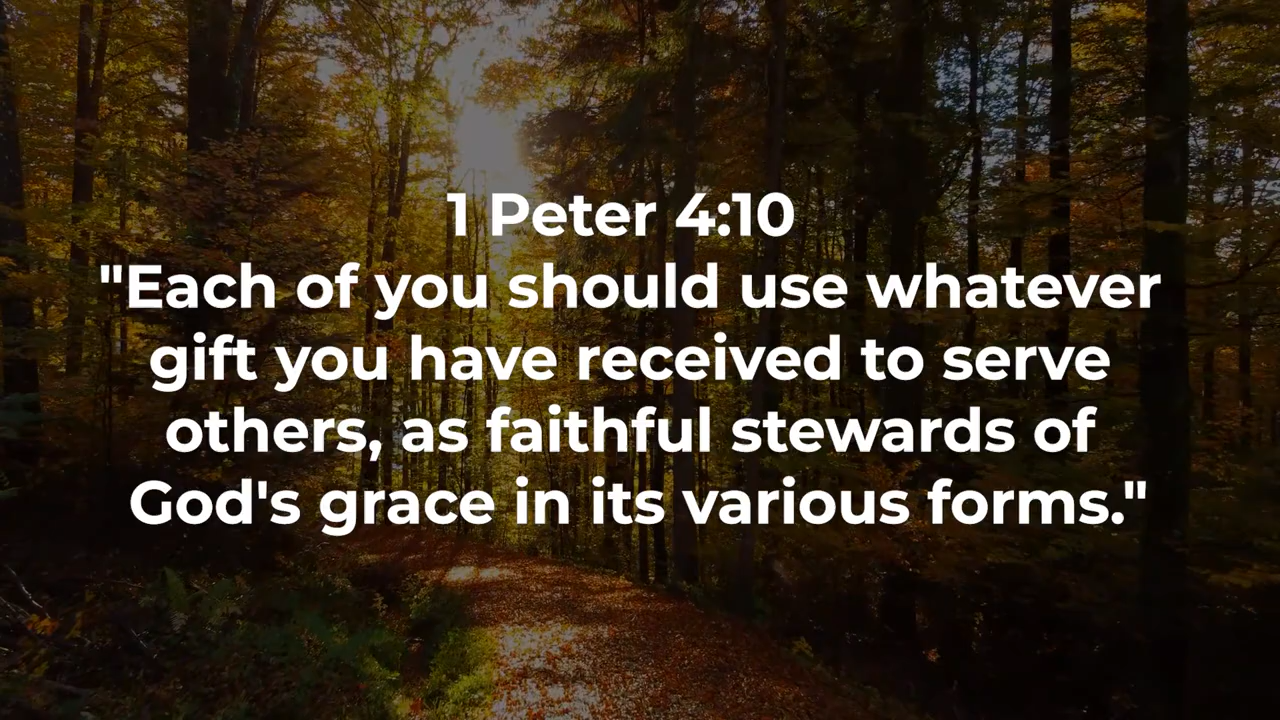 1 Peter 4:10
"Each of you should use whatever
gift you have received to serve
others, as faithful stewards of
God's grace in its various forms."